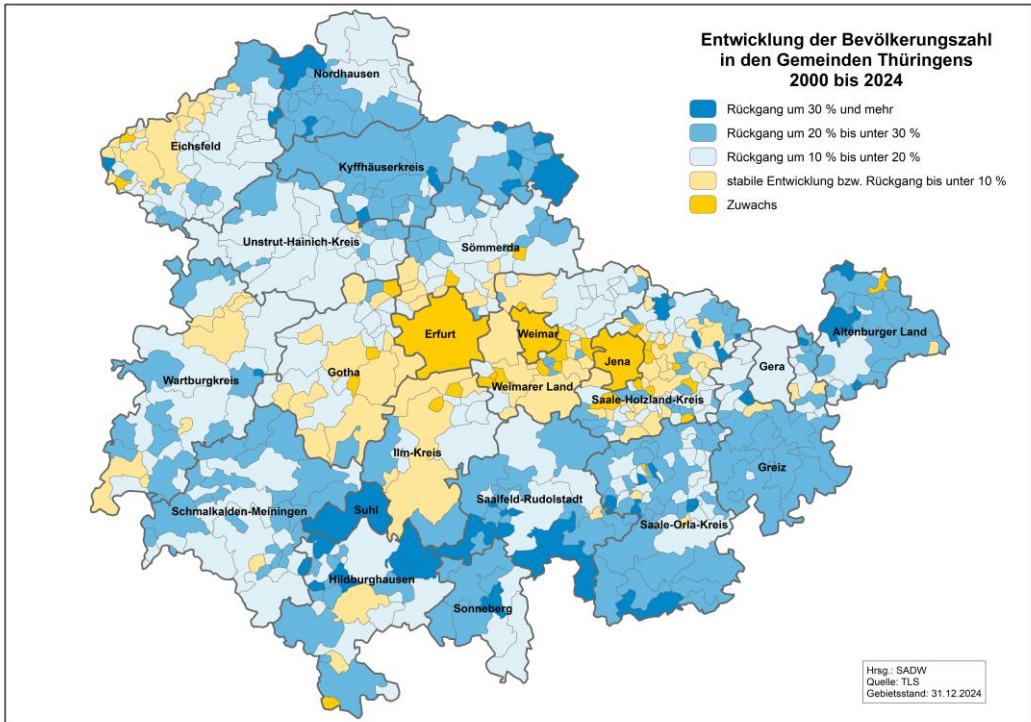 Entwicklung der Bevölkerungszahl
in den Gemeinden Thüringens
2000 bis 2024
Rückgang um 30 % und mehr
Rückgang um 20 % bis unter 30 %
Rückgang um 10 % bis unter 20 %
stabile Entwicklung bzw. Rückgang bis unter 10 %
Zuwachs
Nordhausen
Eichsfeld
Kyffhäuserkreis
Unstrut-Hainich-Kreis
Sömmerda
Erfurt
Weimar
Jena
Altenburger Land
Gera
Gotha
Wartburgkreis
Weimarer Land
Saale-Holzland-Kreis
Ilm-Kreis
Greiz
Saalfeld-Rudolstadt
Schmalkalden-Meiningen
Suhl
Saale-Orla-Kreis
Hildburghausen
Sonneberg
Hrsg.: SADW
Quelle: TLS
Gebietsstand: 31.12.2024